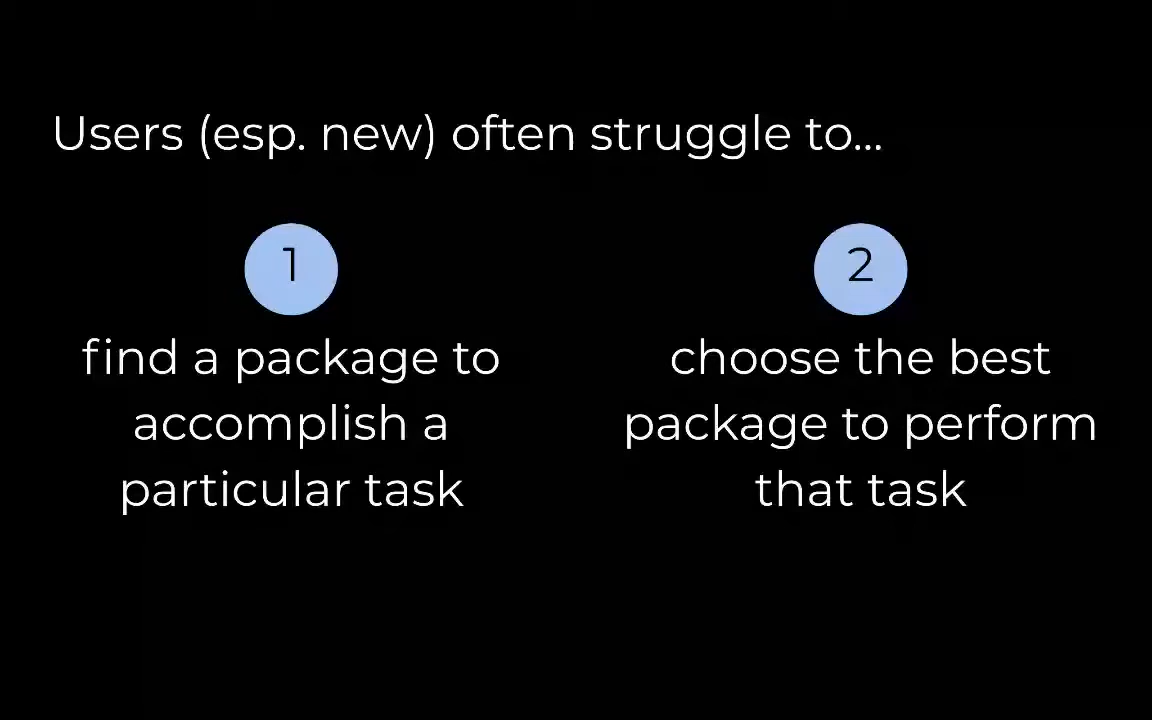 Users (esp. new) often struggle to...
1
find a package to
accomplish a
particular task
2
choose the best
package to perform
that task